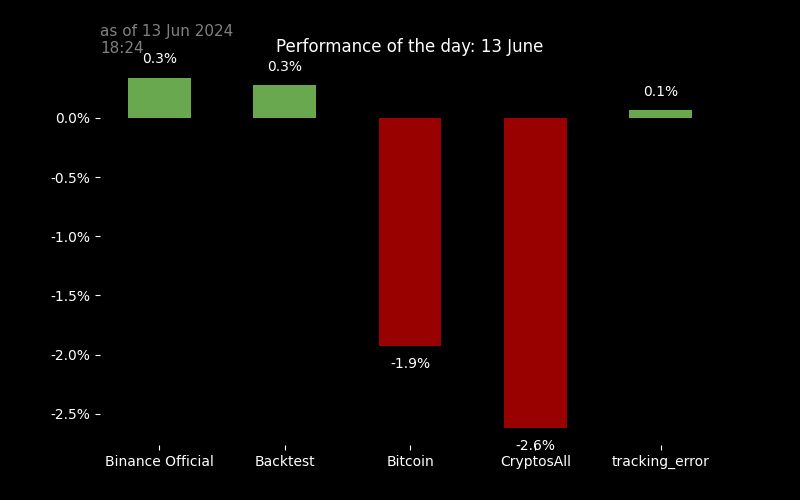 as of 13 Jun 2024
18:24
Performance of the day: 13 June
0.3%
0.3%
0.1%
0.0%
-0.5%
-1.0%
-1.5%
-2.0%
-2.5%
-1.9%
-2.6%
Binance Official
Backtest
Bitcoin
CryptosAll
tracking_error